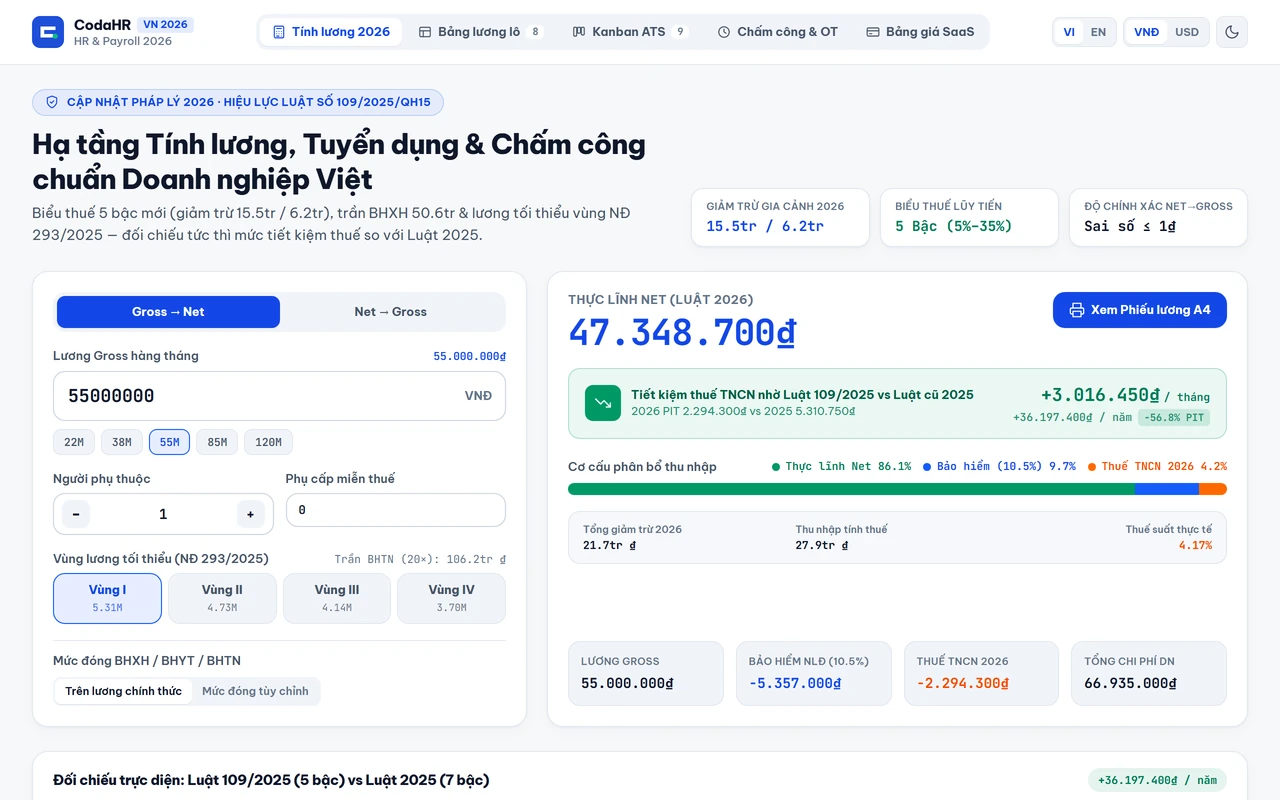 CodaHR VN 2026
HR & Payroll 2026
Tính lương 2026
Bảng lương lô 8
Kanban ATS 9
Chấm công & OT
Bảng giá SaaS
VI EN
VNĐ USD
CẬP NHẬT PHÁP LÝ 2026 · HIỆU LỰC LUẬT SỐ 109/2025/QH15
Hạ tầng Tính lương, Tuyển dụng & Chấm công
chuẩn Doanh nghiệp Việt
Biểu thuế 5 bậc mới (giảm trừ 15.5tr / 6.2tr), trần BHXH 50.6tr & lương tối thiểu vùng NĐ
293/2025 — đối chiếu tức thì mức tiết kiệm thuế so với Luật 2025.
GIẢM TRỪ GIA CẢNH 2026
15.5tr / 6.2tr
BIỂU THUẾ LŨY TIẾN
5 Bậc (5%–35%)
ĐỘ CHÍNH XÁC NET→GROSS
Sai số ≤ 1₫
Gross → Net
Net → Gross
Lương Gross hàng tháng 55.000.000₫
55000000 VNĐ
22M 38M 55M 85M 120M
Người phụ thuộc
− 1 +
Phụ cấp miễn thuế
0
Vùng lương tối thiểu (NĐ 293/2025) Trần BHTN (20×): 106.2tr ₫
Vùng I
5.31M
Vùng II
4.73M
Vùng III
4.14M
Vùng IV
3.70M
Mức đóng BHXH / BHYT / BHTN
Trên lương chính thức Mức đóng tùy chỉnh
THỰC LĨNH NET (LUẬT 2026)
47.348.700₫
Xem Phiếu lương A4
Tiết kiệm thuế TNCN nhờ Luật 109/2025 vs Luật cũ 2025
2026 PIT 2.294.300₫ vs 2025 5.310.750₫
+3.016.450₫ / tháng
+36.197.400₫ / năm -56.8% PIT
Cơ cấu phân bổ thu nhập
Thực lĩnh Net 86.1% Bảo hiểm (10.5%) 9.7% Thuế TNCN 2026 4.2%
Tổng giảm trừ 2026
21.7tr ₫
Thu nhập tính thuế
27.9tr ₫
Thuế suất thực tế
4.17%
LƯƠNG GROSS
55.000.000₫
BẢO HIỂM NLĐ (10.5%)
-5.357.000₫
THUẾ TNCN 2026
-2.294.300₫
TỔNG CHI PHÍ DN
66.935.000₫
Đối chiếu trực diện: Luật 109/2025 (5 bậc) vs Luật 2025 (7 bậc)
+36.197.400₫ / năm